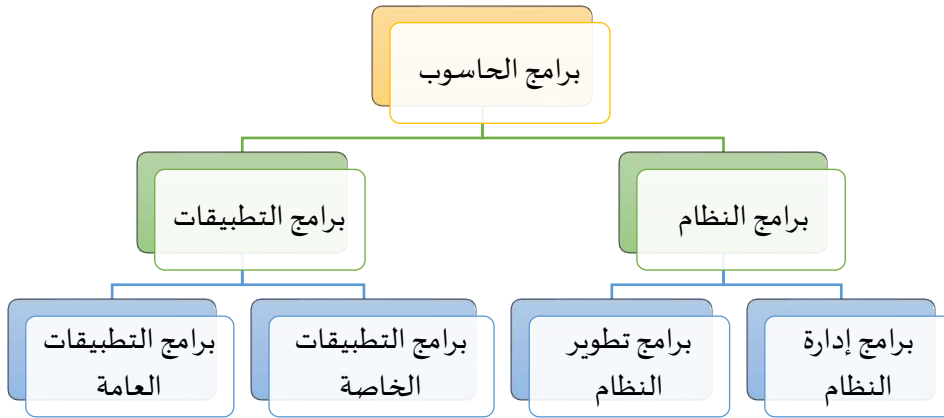 برامج الحاسوب
برامج النظام
برامج التطبيقات
برامج إدارة
النظام
برامج تطوير
النظام
برامج التطبيقات
الخاصة
برامج التطبيقات
العامة